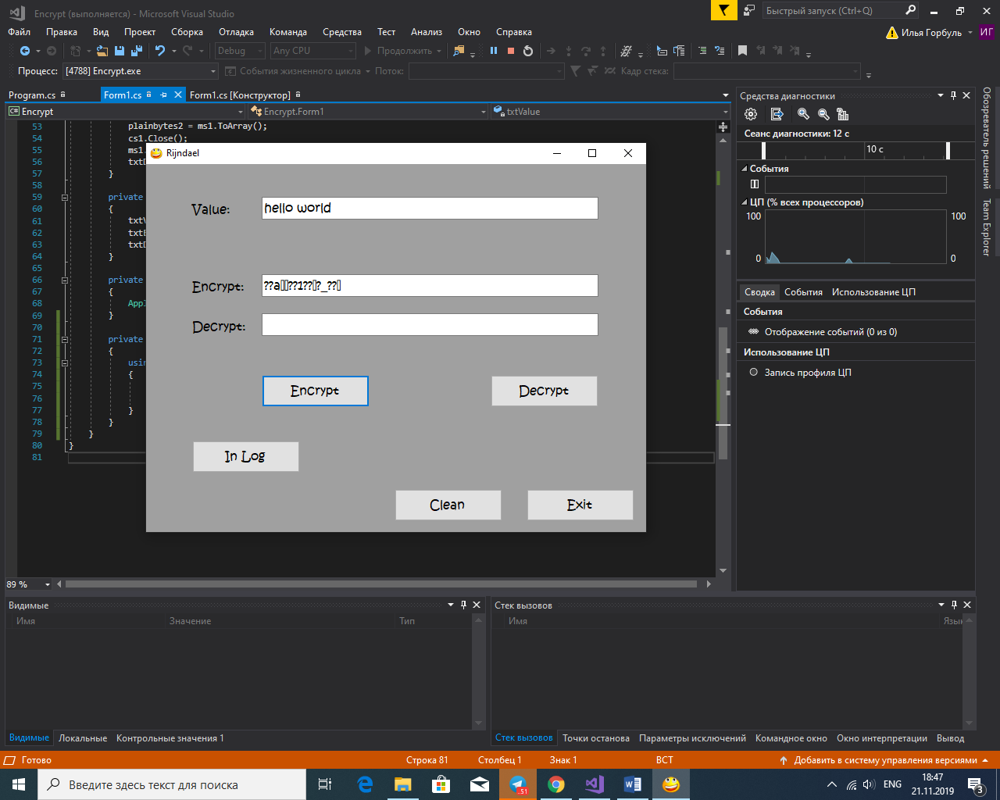 Encrypt (выполняется) - Microsoft Visual Studio
Быстрый запуск (Ctrl+Q)
Файл Правка Вид Проект Сборка Отладка Команда Средства Тест Анализ Окно Справка
Илья Горбуль ИГ
Debug Any CPU Продолжить
Процесс: [4788] Encrypt.exe События жизненного цикла Поток: Кадр стека:
Program.cs Form1.cs Form1.cs [Конструктор]
C# Encrypt Encrypt.Form1 txtValue
53 plainbytes2 = ms1.ToArray();
54 cs1.Close();
55 ms1.
56
57 }
58
59 private
60 {
61
62
63
64 }
65
66 private
67 {
68
69 }
70
71 private
72 {
73
74 {
75
76
77 }
78 }
79 }
80 }
81
89 %
Rijndael
Value: hello world
Encrypt:
Decrypt:
Encrypt Decrypt
In Log
Clean Exit
Средства диагностики
Сеанс диагностики: 12 с
10 с
События
ЦП (% всех процессоров)
100 100
0 0
Сводка События Использование ЦП
События
Отображение событий (0 из 0)
Использование ЦП
Запись профиля ЦП
Обозреватель решений
Team Explorer
Видимые
Имя Значение Тип
Видимые Локальные Контрольные значения 1
Стек вызовов
Имя Язык
Стек вызовов Точки останова Параметры исключений Командное окно Окно интерпретации Вывод
Готово Строка 81 Столбец 1 Знак 1 ВСТ Добавить в систему управления версиями
Введите здесь текст для поиска
51
ENG
18:47
21.11.2019
3